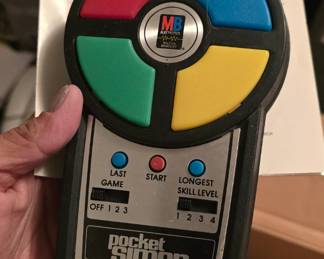 MB
LAST START LONGEST
GAME SKILL LEVEL
OFF 1 2 3 1 2 3 4
pocket
simon